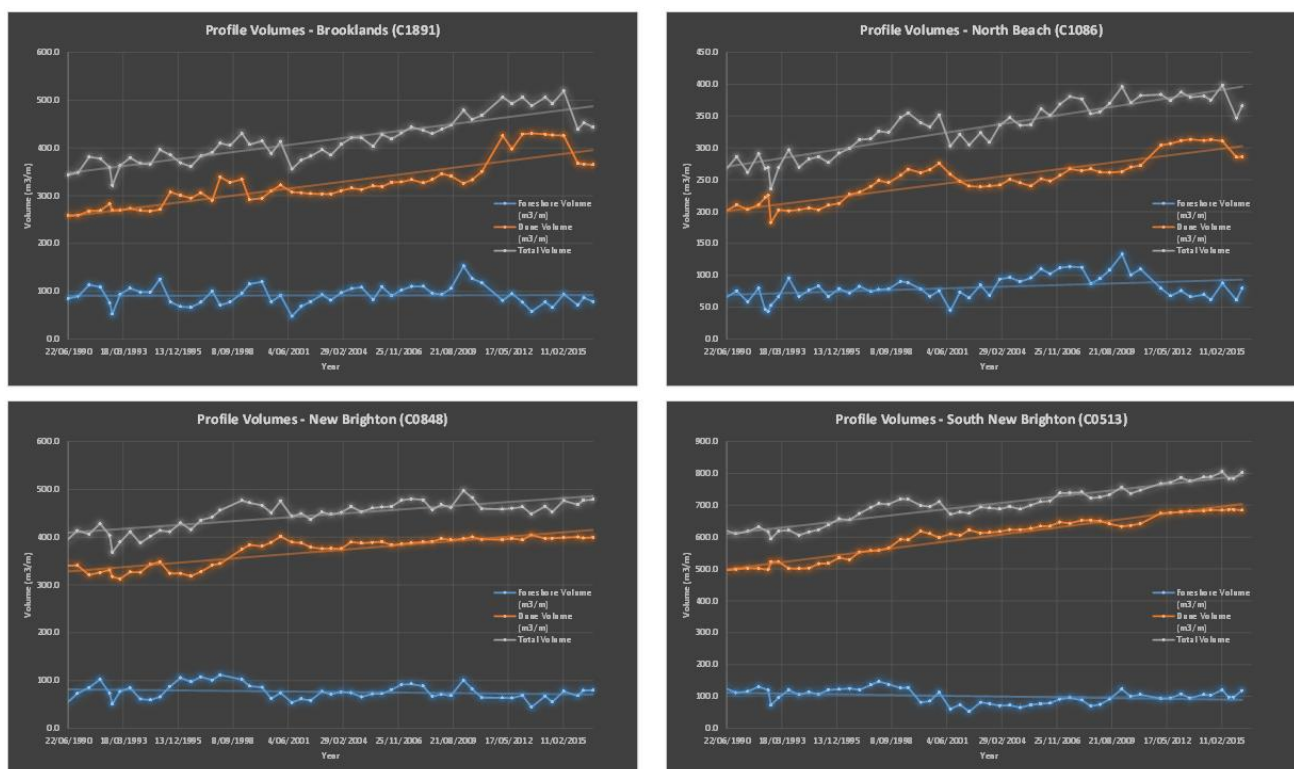 Profile Volumes - Brooklands (C1891)
600.0
500.0
400.0
300.0
200.0
100.0
0.0
Volume (m3/m)
22/06/1990 18/03/1993 13/12/1995 8/09/1998 4/06/2001 29/02/2004 25/11/2006 21/08/2009 17/05/2012 11/02/2015
Year
Foreshore Volume
(m3/m)
Dune Volume
(m3/m)
Total Volume
Profile Volumes - North Beach (C1086)
450.0
400.0
350.0
300.0
250.0
200.0
150.0
100.0
50.0
0.0
Volume (m3/m)
22/06/1990 18/03/1993 13/12/1995 8/09/1998 4/06/2001 29/02/2004 25/11/2006 21/08/2009 17/05/2012 11/02/2015
Year
Foreshore Volume
(m3/m)
Dune Volume
(m3/m)
Total Volume
Profile Volumes - New Brighton (C0848)
600.0
500.0
400.0
300.0
200.0
100.0
0.0
Volume (m3/m)
22/06/1990 18/03/1993 13/12/1995 8/09/1998 4/06/2001 29/02/2004 25/11/2006 21/08/2009 17/05/2012 11/02/2015
Year
Foreshore Volume
(m3/m)
Dune Volume
(m3/m)
Total Volume
Profile Volumes - South New Brighton (C0513)
900.0
800.0
700.0
600.0
500.0
400.0
300.0
200.0
100.0
0.0
Volume (m3/m)
22/06/1990 18/03/1993 13/12/1995 8/09/1998 4/06/2001 29/02/2004 25/11/2006 21/08/2009 17/05/2012 11/02/2015
Year
Foreshore Volume
(m3/m)
Dune Volume
(m3/m)
Total Volume